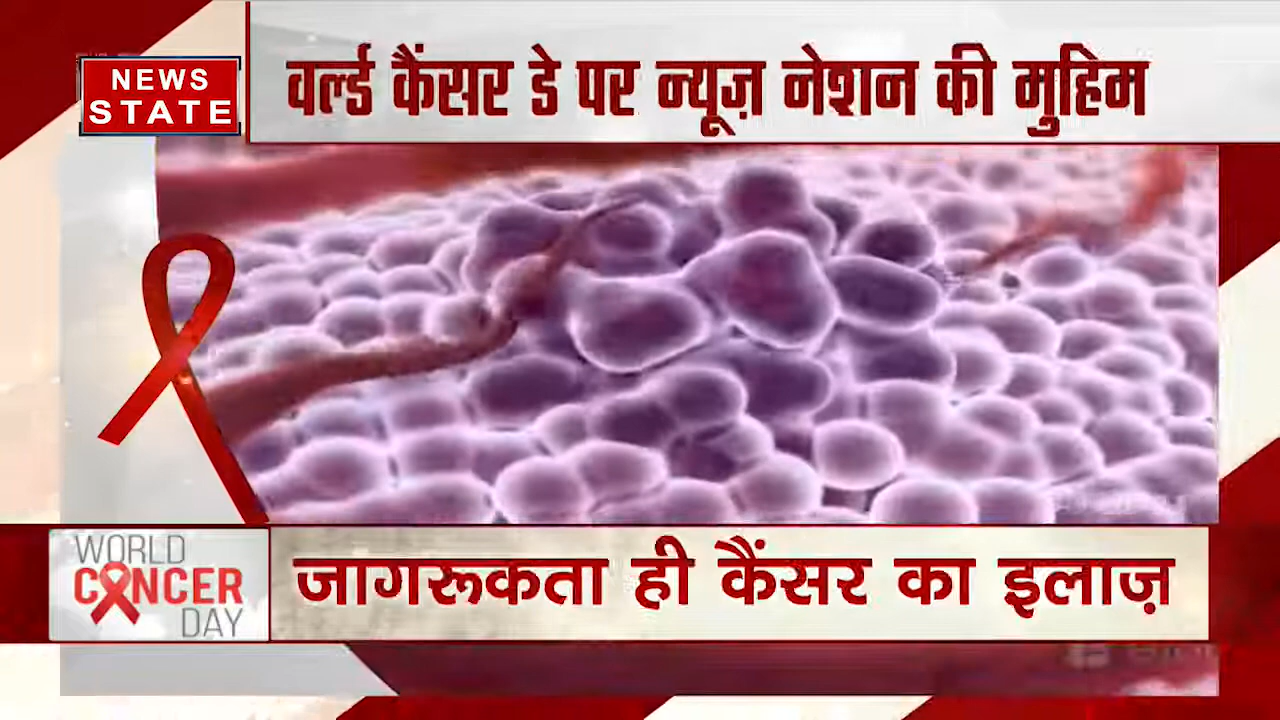 NEWS
STATE
वर्ल्ड कैंसर डे पर न्यूज़ नेशन की मुहिम
WORLD
CANCER
DAY
जागरूकता ही कैंसर का इलाज़